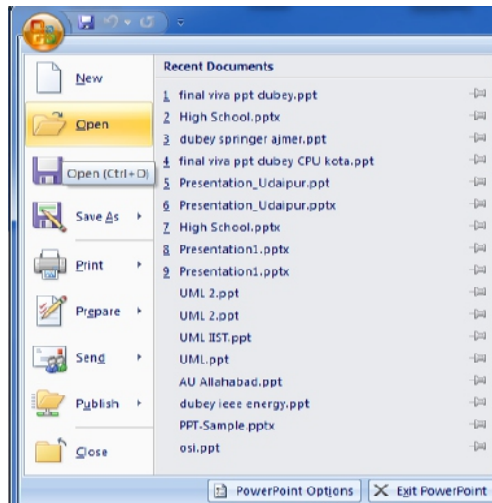 New
Open
Open (Ctrl+O)
Save As
Print
Prepare
Send
Publish
Close
Recent Documents
1 final viva ppt dubey.ppt
2 High School.pptx
3 dubey springer ajmer.ppt
4 final viva ppt dubey CPU kota.ppt
5 Presentation_Udaipur.ppt
6 Presentation_Udaipur.pptx
7 High School.pptx
8 Presentation1.pptx
9 Presentation1.pptx
UML 2.ppt
UML 2.ppt
UML IIST.ppt
UML.ppt
AU Allahabad.ppt
dubey ieee energy.ppt
PPT-Sample.pptx
osi.ppt
PowerPoint Options
Exit PowerPoint